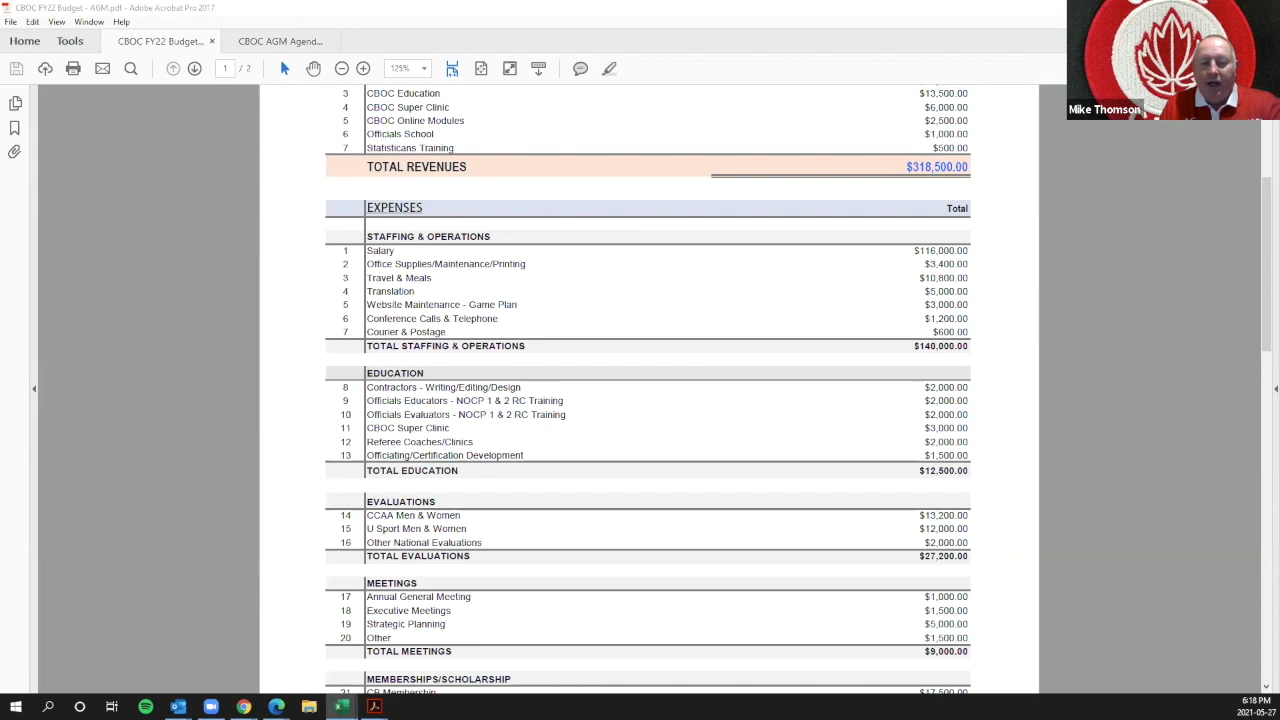 CBOC FY22 Budget - AGM.pdf - Adobe Acrobat Pro 2017
File Edit View Window Help
Home Tools CBOC FY22 Budget... × CBOC AGM Agend...
1 / 2 125%
Mike Thomson
3 CBOC Education $13,500.00
4 CBOC Super Clinic $6,000.00
5 CBOC Online Modules $2,500.00
6 Officials School $1,000.00
7 Statisticans Training $500.00
TOTAL REVENUES $318,500.00
EXPENSES Total
STAFFING & OPERATIONS
1 Salary $116,000.00
2 Office Supplies/Maintenance/Printing $3,400.00
3 Travel & Meals $10,800.00
4 Translation $5,000.00
5 Website Maintenance - Game Plan $3,000.00
6 Conference Calls & Telephone $1,200.00
7 Courier & Postage $600.00
TOTAL STAFFING & OPERATIONS $140,000.00
EDUCATION
8 Contractors - Writing/Editing/Design $2,000.00
9 Officials Educators - NOCP 1 & 2 RC Training $2,000.00
10 Officials Evaluators - NOCP 1 & 2 RC Training $2,000.00
11 CBOC Super Clinic $3,000.00
12 Referee Coaches/Clinics $2,000.00
13 Officiating/Certification Development $1,500.00
TOTAL EDUCATION $12,500.00
EVALUATIONS
14 CCAA Men & Women $13,200.00
15 U Sport Men & Women $12,000.00
16 Other National Evaluations $2,000.00
TOTAL EVALUATIONS $27,200.00
MEETINGS
17 Annual General Meeting $1,000.00
18 Executive Meetings $1,500.00
19 Strategic Planning $5,000.00
20 Other $1,500.00
TOTAL MEETINGS $9,000.00
MEMBERSHIPS/SCHOLARSHIP
21 CB Membership $17,500.00
6:18 PM
2021-05-27